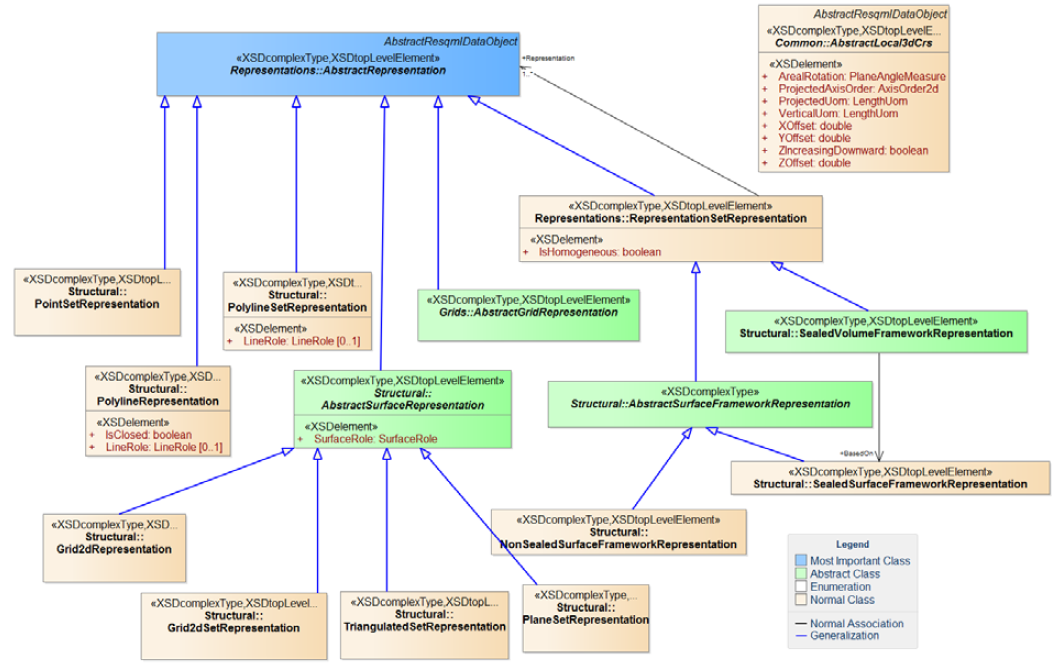 AbstractResqmlDataObject
«XSDcomplexType,XSDtopLevelElement»
Representations::AbstractRepresentation
+Representation
1..*
AbstractResqmlDataObject
«XSDcomplexType,XSDtopLevelE...
Common::AbstractLocal3dCrs
«XSDelement»
+ ArealRotation: PlaneAngleMeasure
+ ProjectedAxisOrder: AxisOrder2d
+ ProjectedUom: LengthUom
+ VerticalUom: LengthUom
+ XOffset: double
+ YOffset: double
+ ZIncreasingDownward: boolean
+ ZOffset: double
«XSDcomplexType,XSDtopLevelElement»
Representations::RepresentationSetRepresentation
«XSDelement»
+ IsHomogeneous: boolean
«XSDcomplexType,XSDtopL...
Structural::
PointSetRepresentation
«XSDcomplexType,XSDt...
Structural::
PolylineSetRepresentation
«XSDelement»
+ LineRole: LineRole [0..1]
«XSDcomplexType,XSDtopLevelElement»
Grids::AbstractGridRepresentation
«XSDcomplexType,XSDtopLevelElement»
Structural::SealedVolumeFrameworkRepresentation
«XSDcomplexType,XSD...
Structural::
PolylineRepresentation
«XSDelement»
+ IsClosed: boolean
+ LineRole: LineRole [0..1]
«XSDcomplexType,XSDtopLevelElement»
Structural::
AbstractSurfaceRepresentation
«XSDelement»
+ SurfaceRole: SurfaceRole
«XSDcomplexType»
Structural::AbstractSurfaceFrameworkRepresentation
+BasedOn
«XSDcomplexType,XSDtopLevelElement»
Structural::SealedSurfaceFrameworkRepresentation
«XSDcomplexType,XSD...
Structural::
Grid2dRepresentation
«XSDcomplexType,XSDtopLevelElement»
Structural::
NonSealedSurfaceFrameworkRepresentation
«XSDcomplexType,XSDtopLevel...
Structural::
Grid2dSetRepresentation
«XSDcomplexType,XSDtopL...
Structural::
TriangulatedSetRepresentation
«XSDcomplexType,...
Structural::
PlaneSetRepresentation
Legend
Most Important Class
Abstract Class
Enumeration
Normal Class
Normal Association
Generalization